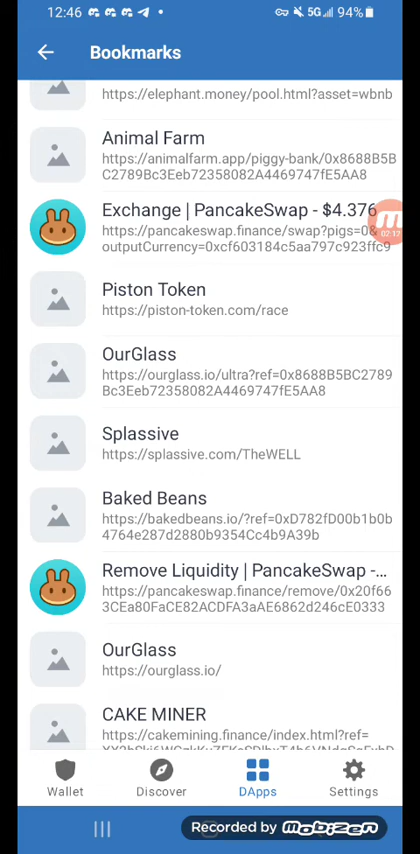 12:46
5G 94%
Bookmarks
https://elephant.money/pool.html?asset=wbnb
Animal Farm
https://animalfarm.app/piggy-bank/0x8688B5B
C2789Bc3Eeb72358082A4469747fE5AA8
Exchange | PancakeSwap - $4.376
https://pancakeswap.finance/swap?pigs=0&
outputCurrency=0xcf603184c5aa797c923ffc9
02:17
Piston Token
https://piston-token.com/race
OurGlass
https://ourglass.io/ultra?ref=0x8688B5BC2789
Bc3Eeb72358082A4469747fE5AA8
Splassive
https://splassive.com/TheWELL
Baked Beans
https://bakedbeans.io/?ref=0xD782fD00b1b0b
4764e287d2880b9354Cc4b9A39b
Remove Liquidity | PancakeSwap -...
https://pancakeswap.finance/remove/0x20f66
3CEa80FaCE82ACDFA3aAE6862d246cE0333
OurGlass
https://ourglass.io/
CAKE MINER
https://cakemining.finance/index.html?ref=
Wallet
Discover
DApps
Settings
Recorded by mobizen